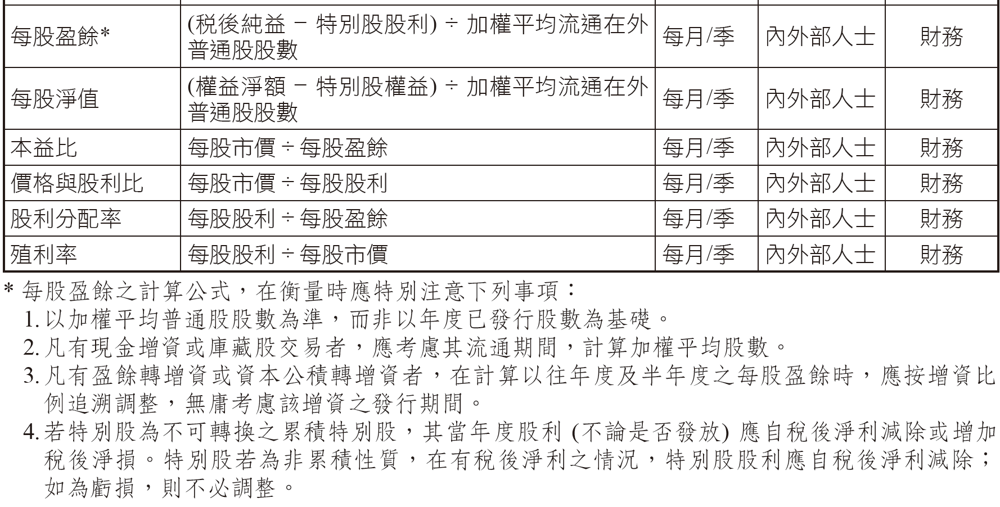 每股盈餘* (稅後純益 － 特別股股利) ÷ 加權平均流通在外普通股股數 每月/季 內外部人士 財務
每股淨值 (權益淨額 － 特別股權益) ÷ 加權平均流通在外普通股股數 每月/季 內外部人士 財務
本益比 每股市價 ÷ 每股盈餘 每月/季 內外部人士 財務
價格與股利比 每股市價 ÷ 每股股利 每月/季 內外部人士 財務
股利分配率 每股股利 ÷ 每股盈餘 每月/季 內外部人士 財務
殖利率 每股股利 ÷ 每股市價 每月/季 內外部人士 財務
* 每股盈餘之計算公式，在衡量時應特別注意下列事項：
1. 以加權平均普通股股數為準，而非以年度已發行股數為基礎。
2. 凡有現金增資或庫藏股交易者，應考慮其流通期間，計算加權平均股數。
3. 凡有盈餘轉增資或資本公積轉增資者，在計算以往年度及半年度之每股盈餘時，應按增資比
例追溯調整，無庸考慮該增資之發行期間。
4. 若特別股為不可轉換之累積特別股，其當年度股利 (不論是否發放) 應自稅後淨利減除或增加
稅後淨損。特別股若為非累積性質，在有稅後淨利之情況，特別股股利應自稅後淨利減除；
如為虧損，則不必調整。